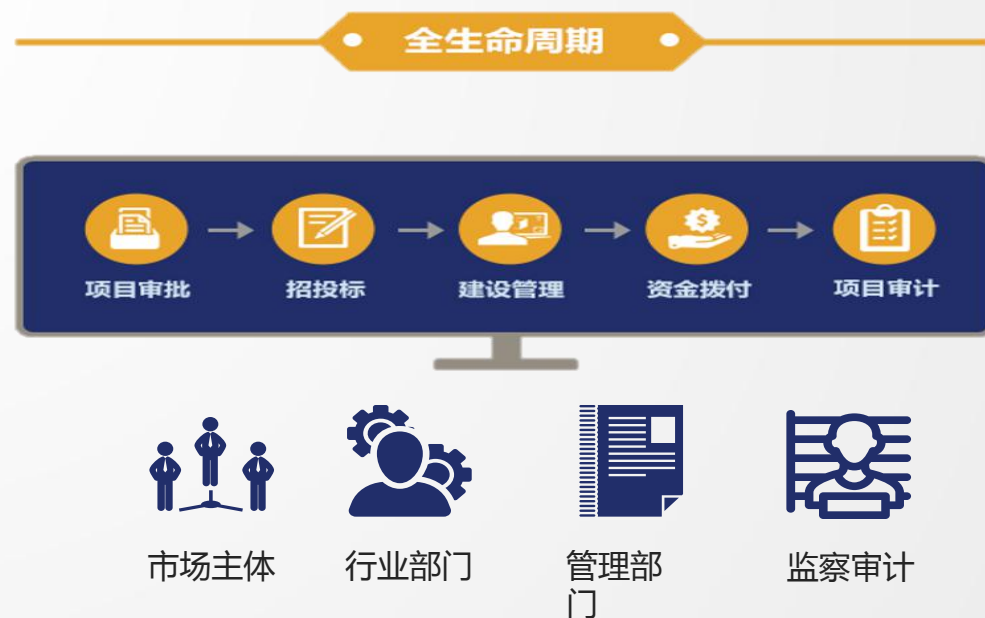 全生命周期
项目审批
招投标
建设管理
资金拨付
项目审计
市场主体
行业部门
管理部
门
监察审计